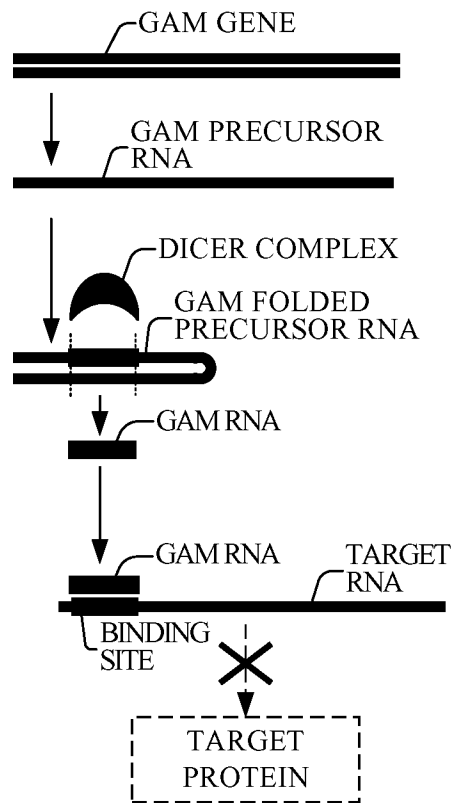 GAM GENE
GAM PRECURSOR
RNA
DICER COMPLEX
GAM FOLDED
PRECURSOR RNA
GAM RNA
GAM RNA
TARGET
RNA
BINDING
SITE
TARGET
PROTEIN